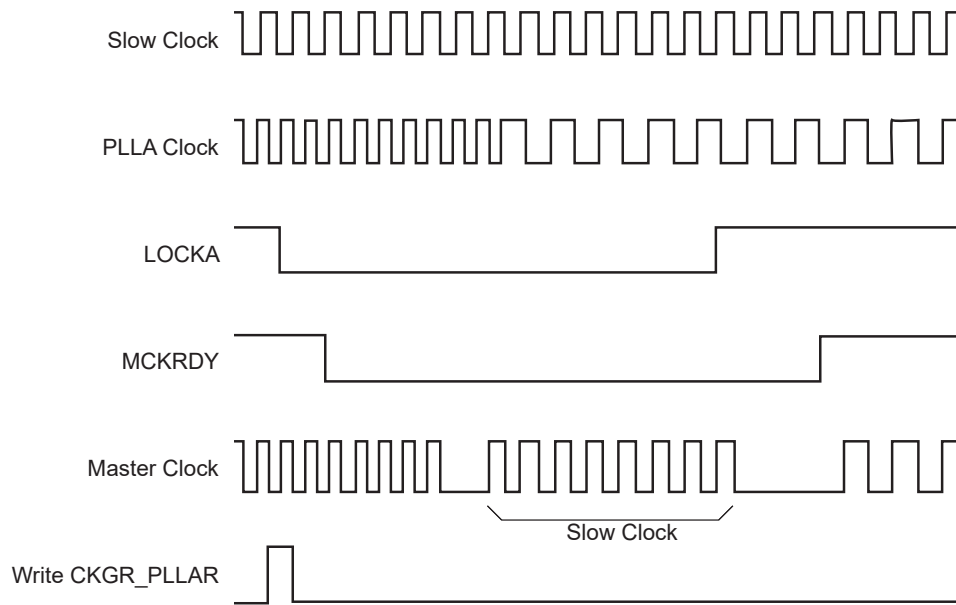 Slow Clock
PLLA Clock
LOCKA
MCKRDY
Master Clock
Slow Clock
Write CKGR_PLLAR